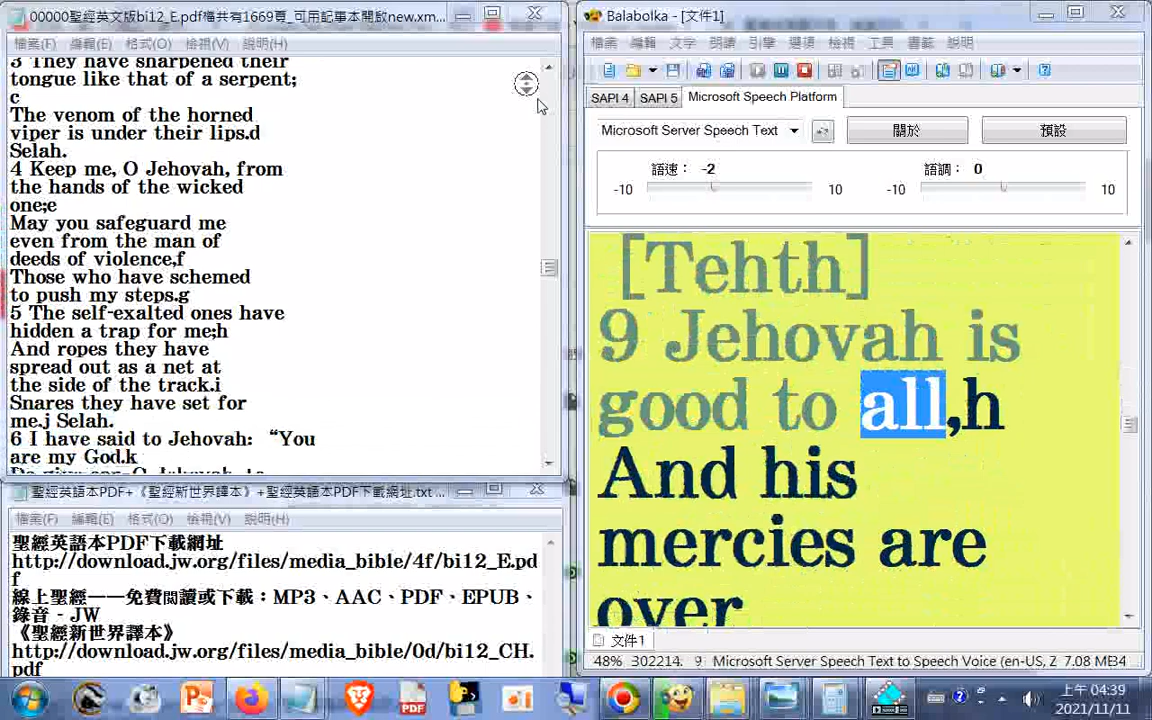 00000聖經英文版bi12_E.pdf檔共有1669頁_可用記事本開啟new.xm...
檔案(F) 編輯(E) 格式(O) 檢視(V) 說明(H)
3 They have sharpened their
tongue like that of a serpent;
c
The venom of the horned
viper is under their lips.d
Selah.
4 Keep me, O Jehovah, from
the hands of the wicked
one;e
May you safeguard me
even from the man of
deeds of violence,f
Those who have schemed
to push my steps.g
5 The self-exalted ones have
hidden a trap for me;h
And ropes they have
spread out as a net at
the side of the track.i
Snares they have set for
me.j Selah.
6 I have said to Jehovah: “You
are my God.k
Do give ear, O Jehovah, to
聖經英語本PDF+《聖經新世界譯本》+聖經英語本PDF下載網址.txt ...
檔案(F) 編輯(E) 格式(O) 檢視(V) 說明(H)
聖經英語本PDF下載網址
http://download.jw.org/files/media_bible/4f/bi12_E.pd
f
線上聖經——免費閱讀或下載：MP3、AAC、PDF、EPUB、
錄音 - JW
《聖經新世界譯本》
http://download.jw.org/files/media_bible/0d/bi12_CH.
pdf
Balabolka - [文件1]
檔案 編輯 文字 朗讀 引擎 選項 檢視 工具 書籤 說明
SAPI 4 SAPI 5 Microsoft Speech Platform
Microsoft Server Speech Text 關於 預設
語速： -2 語調： 0
-10 10 -10 10
[Tehth]
9 Jehovah is
good to all,h
And his
mercies are
over
文件1
48% 302214. 9 Microsoft Server Speech Text to Speech Voice (en-US, Z 7.08 MB34
上午 04:39
2021/11/11